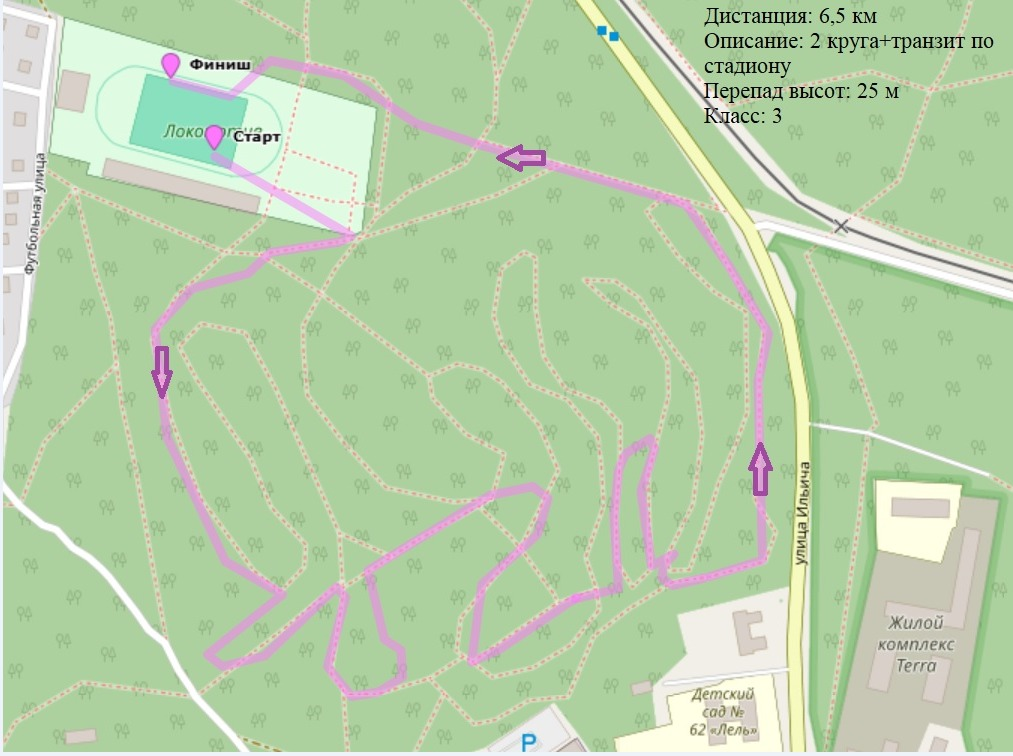 Дистанция: 6,5 км
Описание: 2 круга+транзит по
стадиону
Перепад высот: 25 м
Класс: 3
Финиш
Старт
Локомотив
Футбольная улица
улица Ильича
Жилой
комплекс
Terra
Детский
сад №
62 «Лель»
P